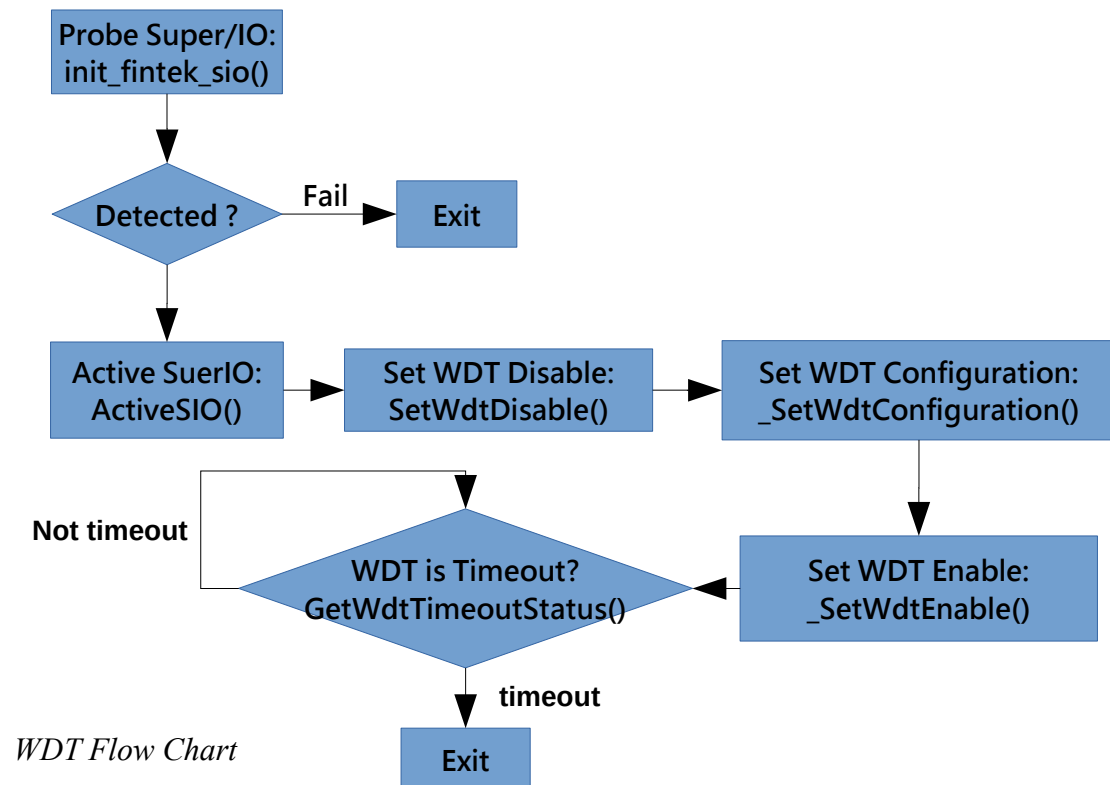 Probe Super/IO:
init_fintek_sio()
Detected ?
Fail
Exit
Active SuerIO:
ActiveSIO()
Set WDT Disable:
SetWdtDisable()
Set WDT Configuration:
_SetWdtConfiguration()
Set WDT Enable:
_SetWdtEnable()
WDT is Timeout?
GetWdtTimeoutStatus()
Not timeout
timeout
Exit
WDT Flow Chart